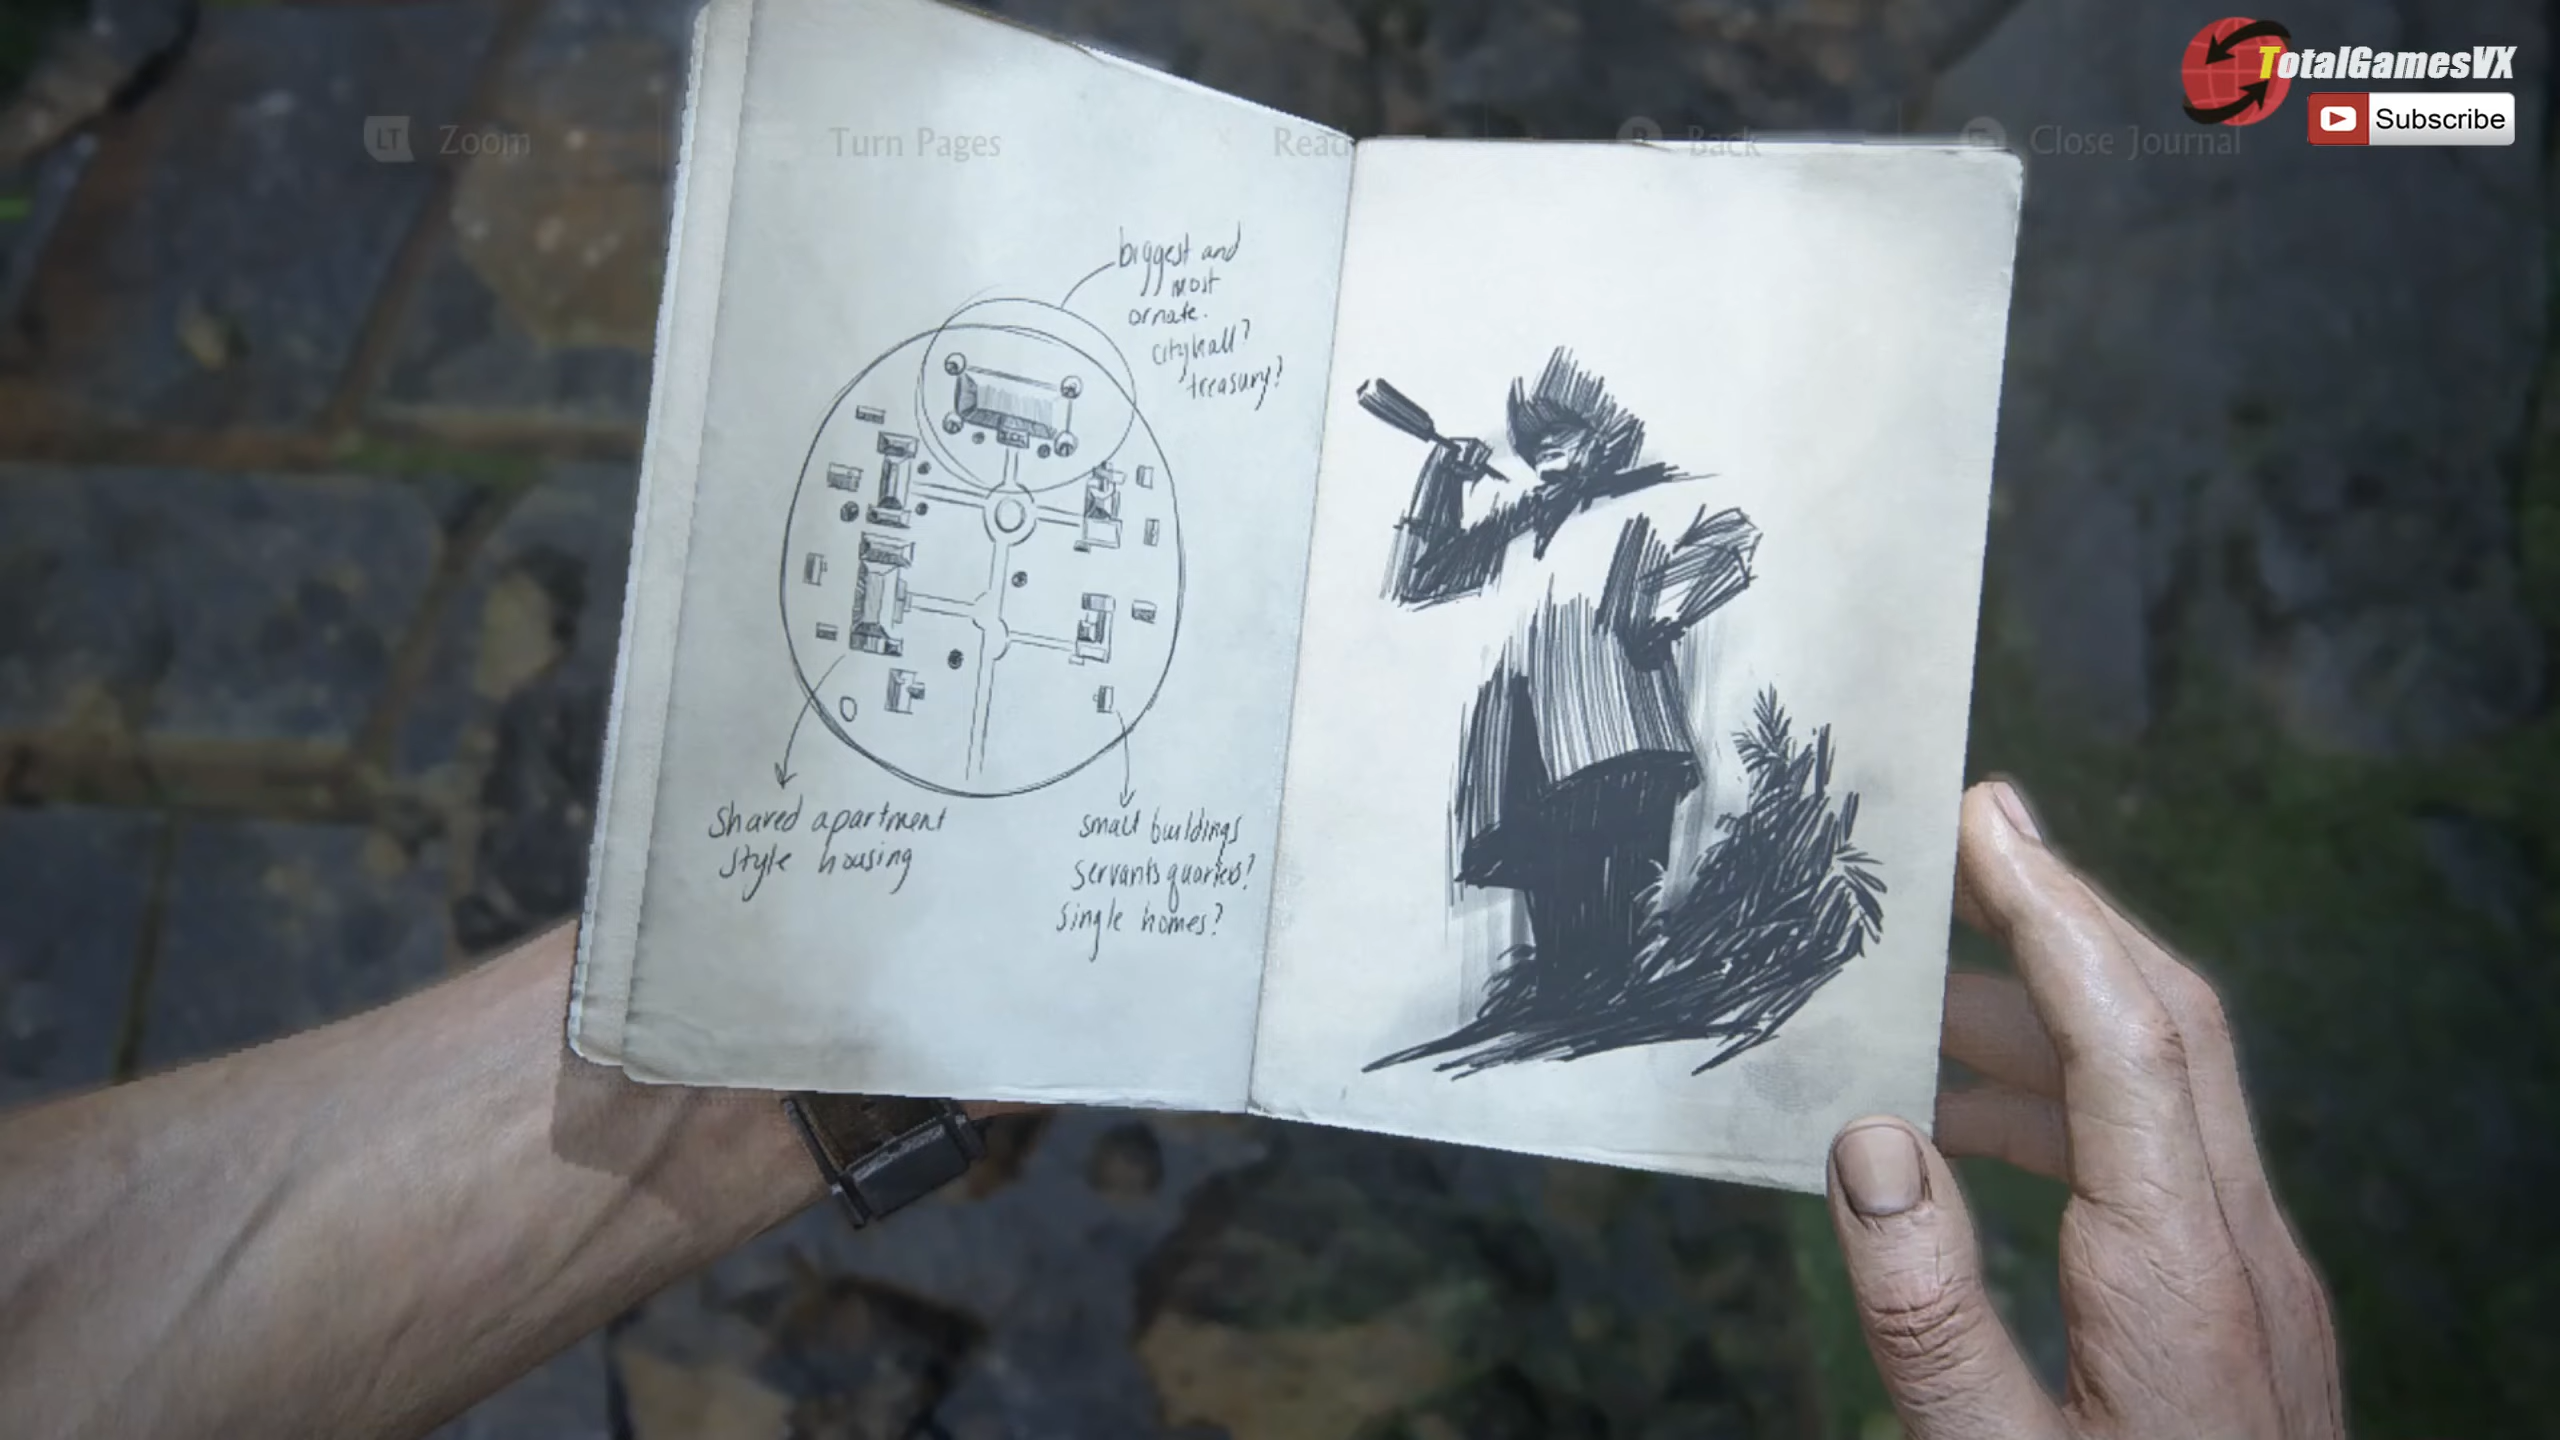 TotalGamesVX
Subscribe
LT Zoom
Turn Pages
Read
B Back
Close Journal
biggest and
most
ornate.
cityhall?
treasury?
Shared apartment
style housing
small buildings
servants quarters?
single homes?